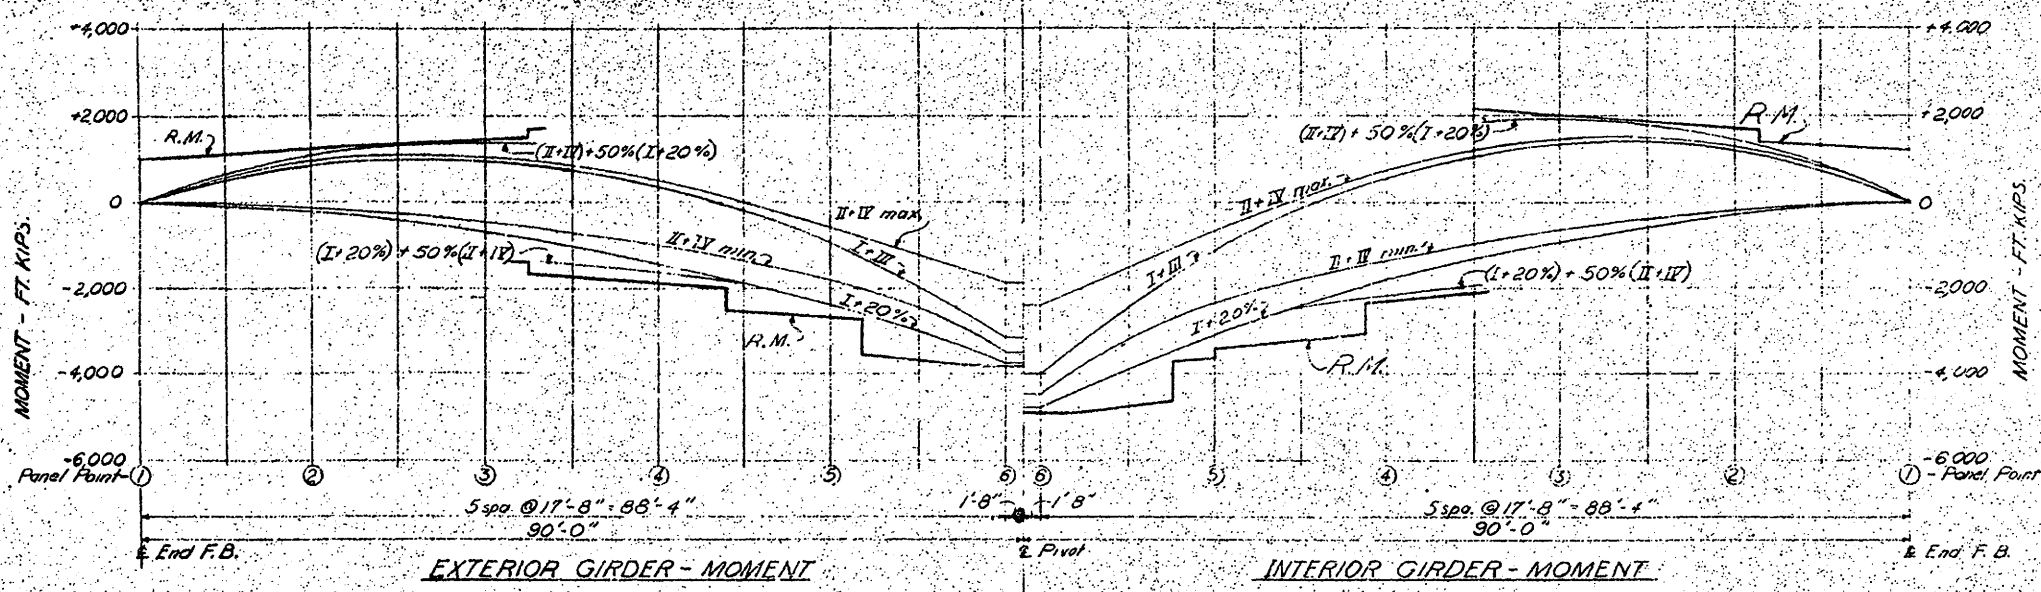 +4,000
+4,000
+2,000
R.M.
(II+IV)+50%(I+20%)
(II+IV)+50%(I+20%)
R.M.
+2,000
0
0
II+IV max.
II+IV max.
(I+20%)+50%(II+IV)
II+IV min.
I+III
I+III
II+IV min.
(I+20%)+50%(II+IV)
-2,000
-2,000
I+20%
I+20%
R.M.
R.M.
-4,000
-4,000
MOMENT - FT. KIPS.
MOMENT - FT. KIPS.
-6,000
-6,000
Panel Point-① ② ③ ④ 5 6 ⑥ 5 ④ ③ ② ① - Panel Point
5 spa. @ 17'-8" = 88'-4"
1'-8"
1'8"
5 spa. @ 17'-8" = 88'-4"
90'-0"
90'-0"
℄ End F.B.
℄ Pivot
℄ End F.B.
EXTERIOR GIRDER - MOMENT
INTERIOR GIRDER - MOMENT